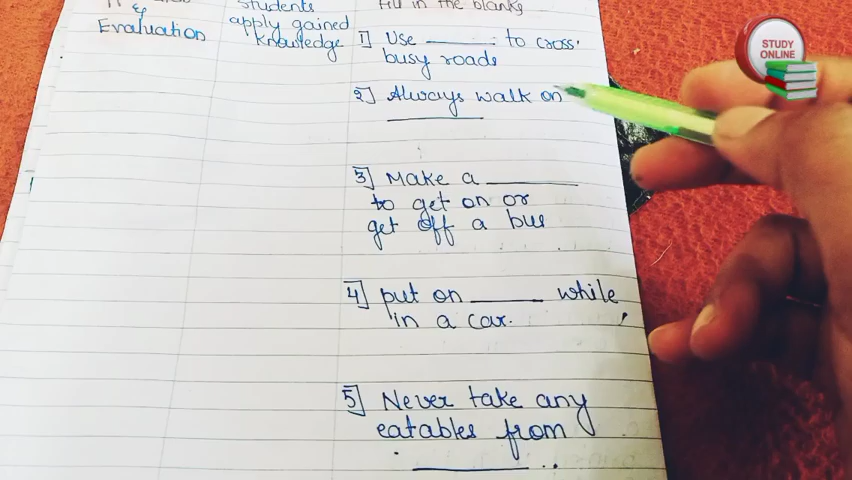 &
Evaluation
students
apply gained
knowledge
Fill in the blanks
1] Use ______ to cross
busy roads
2] Always walk on
______
3] Make a ______
to get on or
get off a bus
4] put on ______ while
in a car.
5] Never take any
eatables from
______ ..
STUDY
ONLINE